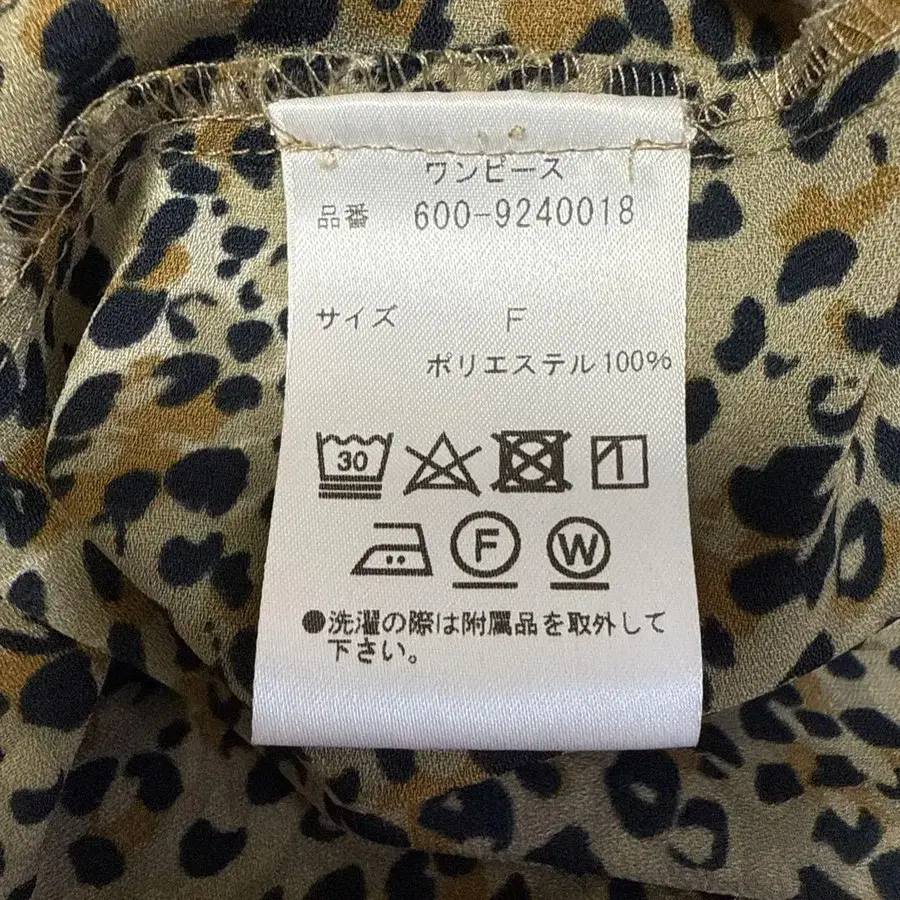 ワンピース
品番 600-9240018
サイズ F
ポリエステル100%
30
F W
●洗濯の際は附属品を取外して
下さい。